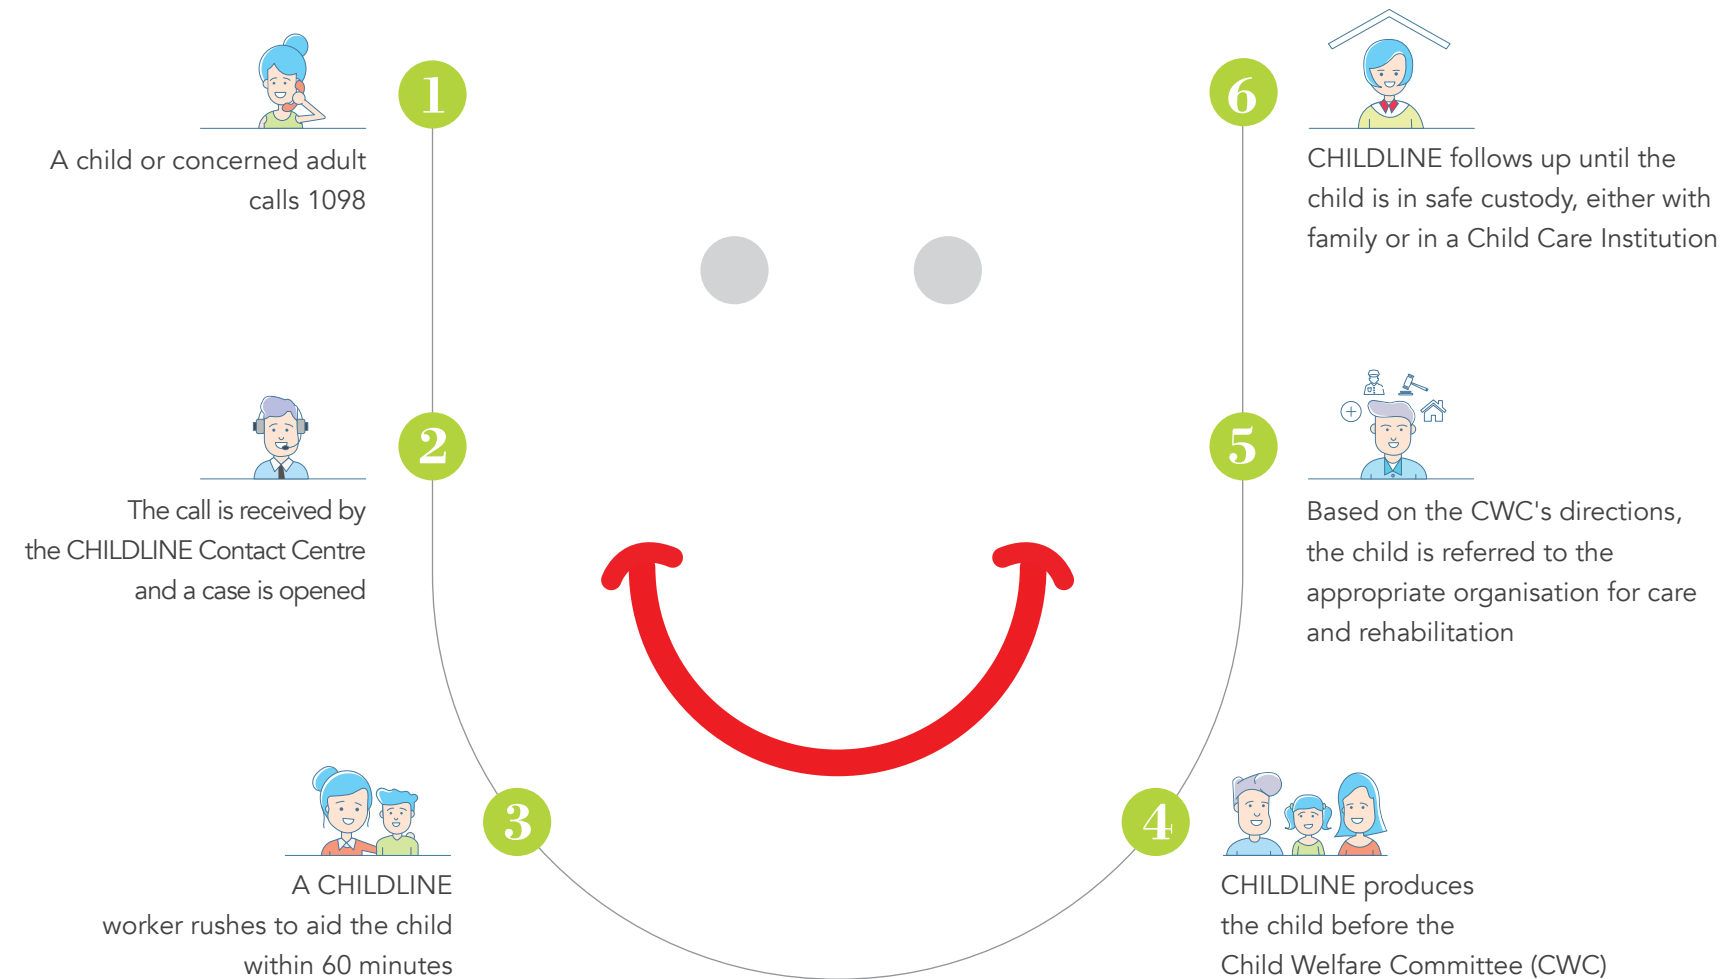 1
A child or concerned adult
calls 1098
2
The call is received by
the CHILDLINE Contact Centre
and a case is opened
3
A CHILDLINE
worker rushes to aid the child
within 60 minutes
4
CHILDLINE produces
the child before the
Child Welfare Committee (CWC)
5
Based on the CWC's directions,
the child is referred to the
appropriate organisation for care
and rehabilitation
6
CHILDLINE follows up until the
child is in safe custody, either with
family or in a Child Care Institution